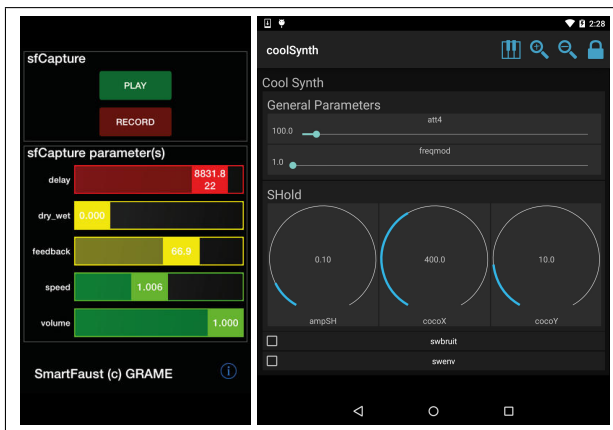 sfCapture
PLAY
RECORD
sfCapture parameter(s)
delay
8831.8
22
dry_wet
0.000
feedback
66.9
speed
1.006
volume
1.000
SmartFaust (c) GRAME
2:28
coolSynth
Cool Synth
General Parameters
att4
100.0
freqmod
1.0
SHold
0.10
400.0
10.0
ampSH
cocoX
cocoY
swbruit
swenv